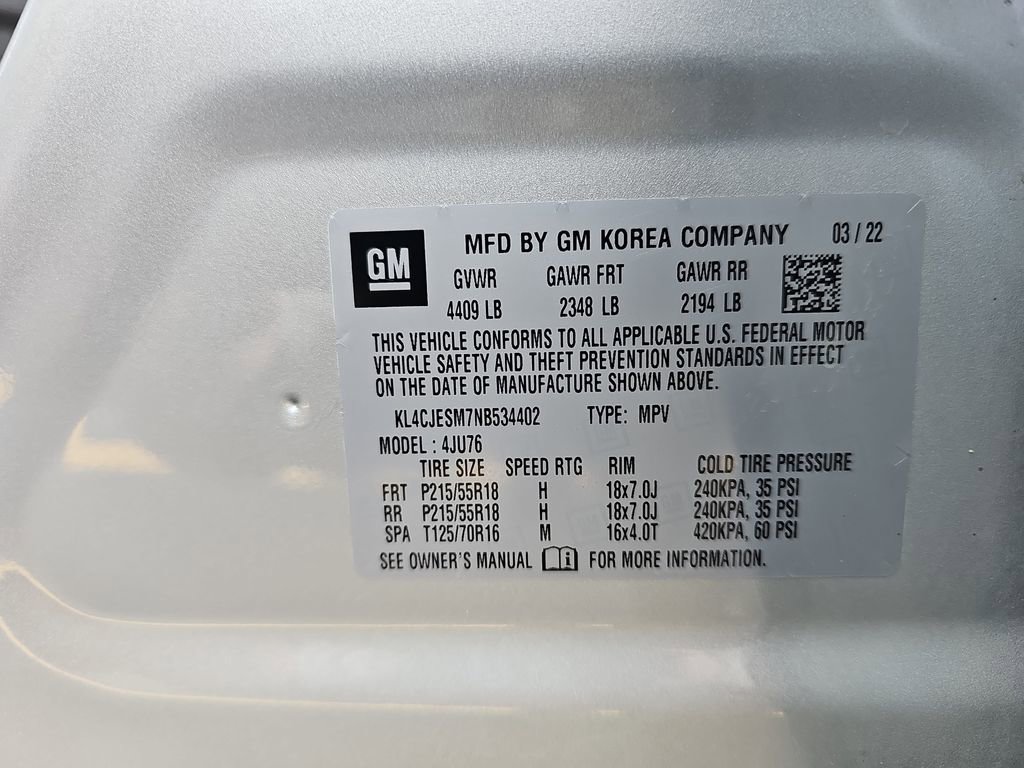 GM
MFD BY GM KOREA COMPANY 03 / 22
GVWR GAWR FRT GAWR RR
4409 LB 2348 LB 2194 LB
THIS VEHICLE CONFORMS TO ALL APPLICABLE U.S. FEDERAL MOTOR
VEHICLE SAFETY AND THEFT PREVENTION STANDARDS IN EFFECT
ON THE DATE OF MANUFACTURE SHOWN ABOVE.
KL4CJESM7NB534402 TYPE: MPV
MODEL : 4JU76
TIRE SIZE SPEED RTG RIM COLD TIRE PRESSURE
FRT P215/55R18 H 18x7.0J 240KPA, 35 PSI
RR P215/55R18 H 18x7.0J 240KPA, 35 PSI
SPA T125/70R16 M 16x4.0T 420KPA, 60 PSI
SEE OWNER'S MANUAL i FOR MORE INFORMATION.